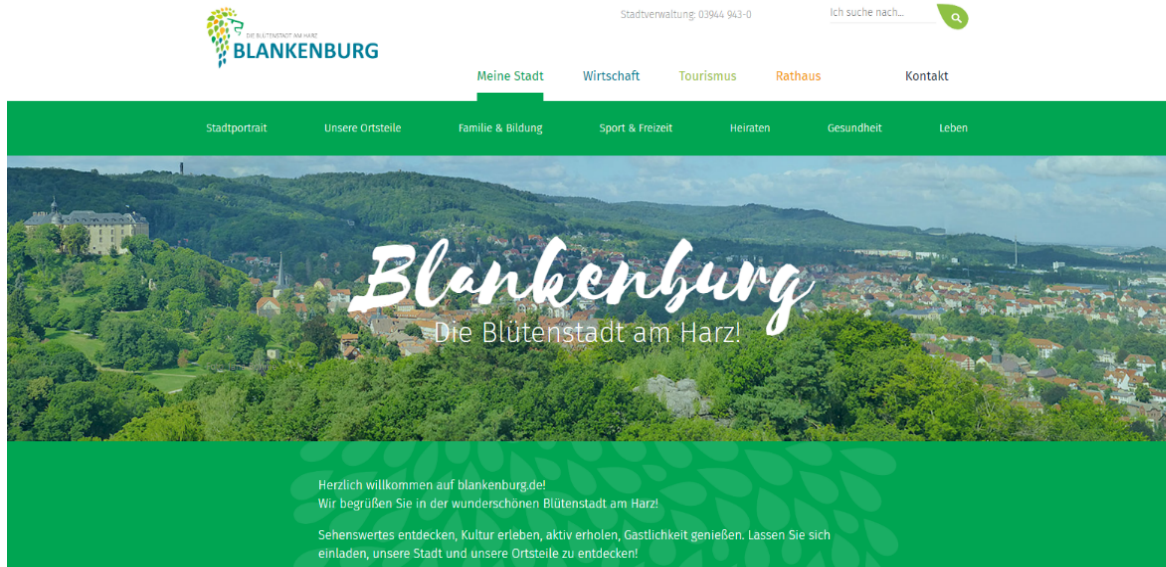 Stadtverwaltung: 03944 943-0
Ich suche nach...
DIE BLÜTENSTADT AM HARZ
BLANKENBURG
Meine Stadt Wirtschaft Tourismus Rathaus Kontakt
Stadtportrait Unsere Ortsteile Familie & Bildung Sport & Freizeit Heiraten Gesundheit Leben
Blankenburg
Die Blütenstadt am Harz!
Herzlich willkommen auf blankenburg.de!
Wir begrüßen Sie in der wunderschönen Blütenstadt am Harz!
Sehenswertes entdecken, Kultur erleben, aktiv erholen, Gastlichkeit genießen. Lassen Sie sich
einladen, unsere Stadt und unsere Ortsteile zu entdecken!